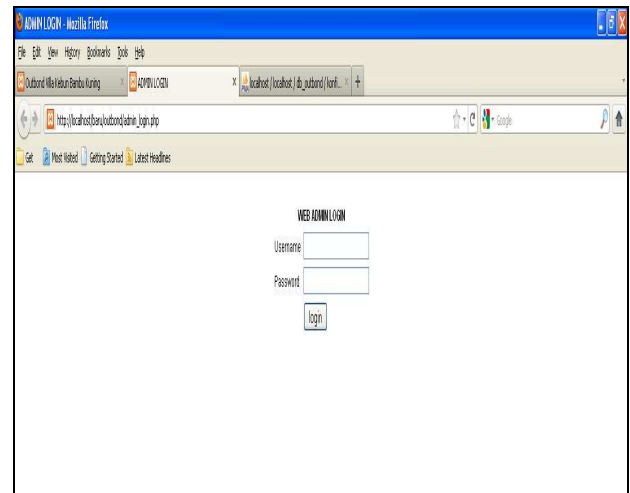 ADMIN LOGIN - Mozilla Firefox
File Edit View History Bookmarks Tools Help
Outbond Villa Kebun Bambu Kuning
ADMIN LOGIN
localhost / localhost / db_outbond / konfi...
http://localhost/baru/outbond/admin_login.php
Google
Get Most Visited Getting Started Latest Headlines
WEB ADMIN LOGIN
Username
Password
login